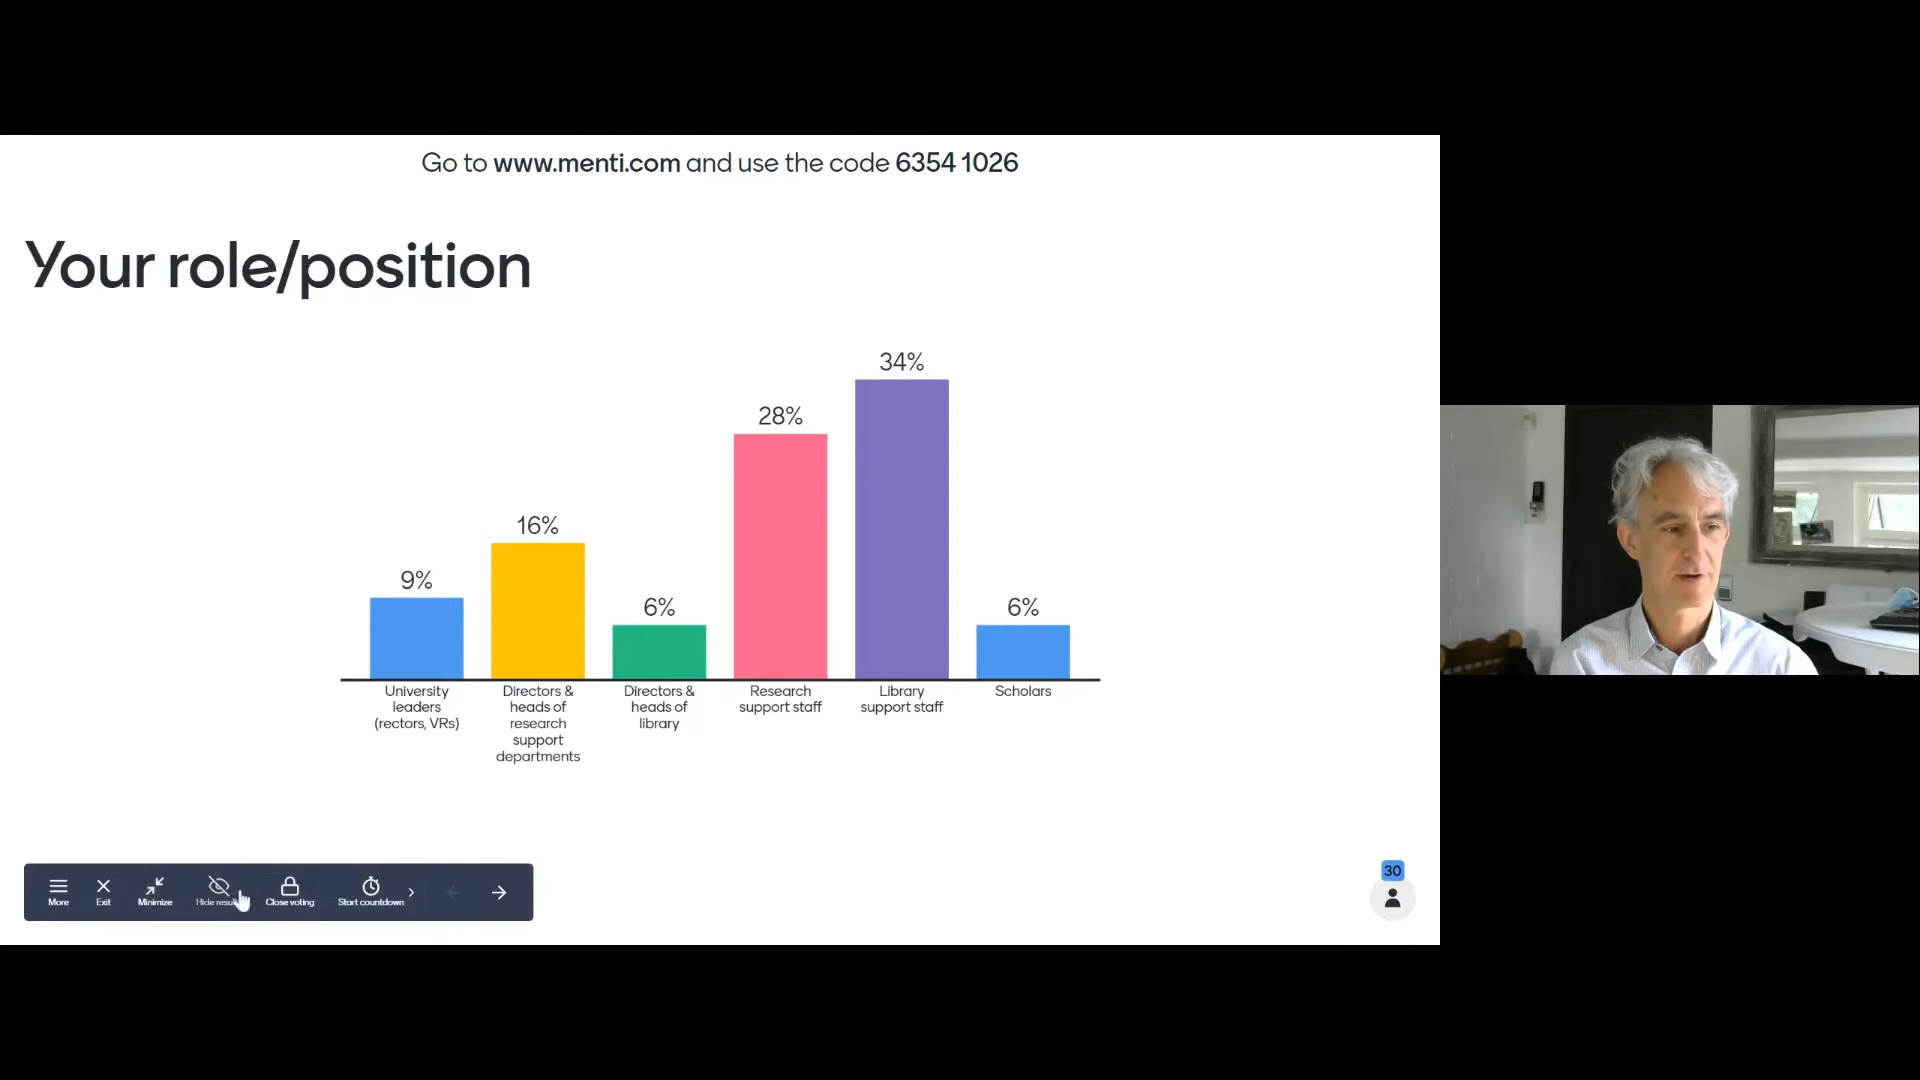 Go to www.menti.com and use the code 6354 1026
Your role/position
34%
28%
16%
9%
6%
6%
University
leaders
(rectors, VRs)
Directors &
heads of
research
support
departments
Directors &
heads of
library
Research
support staff
Library
support staff
Scholars
30
More
Exit
Minimize
Hide
Close voting
Start countdown